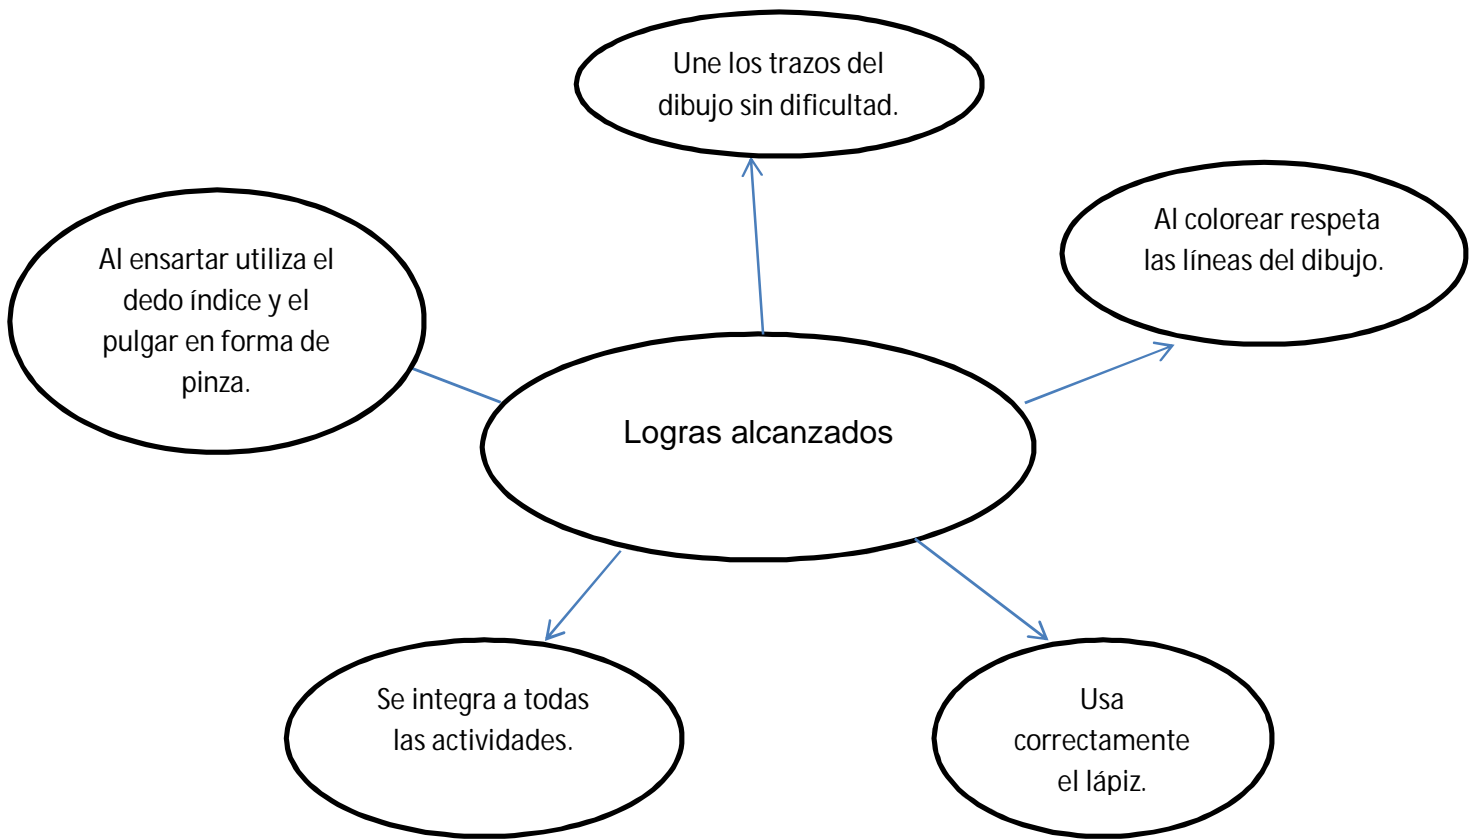 Une los trazos del
dibujo sin dificultad.
Al colorear respeta
las líneas del dibujo.
Al ensartar utiliza el
dedo índice y el
pulgar en forma de
pinza.
Logras alcanzados
Se integra a todas
las actividades.
Usa
correctamente
el lápiz.